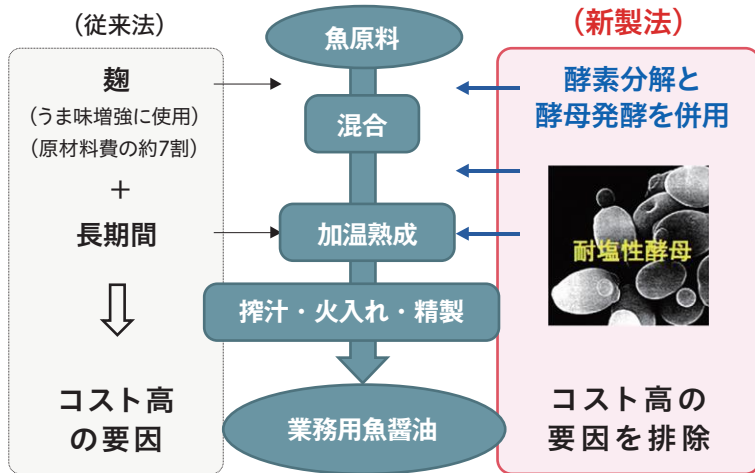 (従来法)
麹
(うま味増強に使用)
(原材料費の約7割)
+
長期間
コスト高
の要因
魚原料
混合
加温熟成
搾汁・火入れ・精製
業務用魚醤油
(新製法)
酵素分解と
酵母発酵を併用
耐塩性酵母
コスト高の
要因を排除